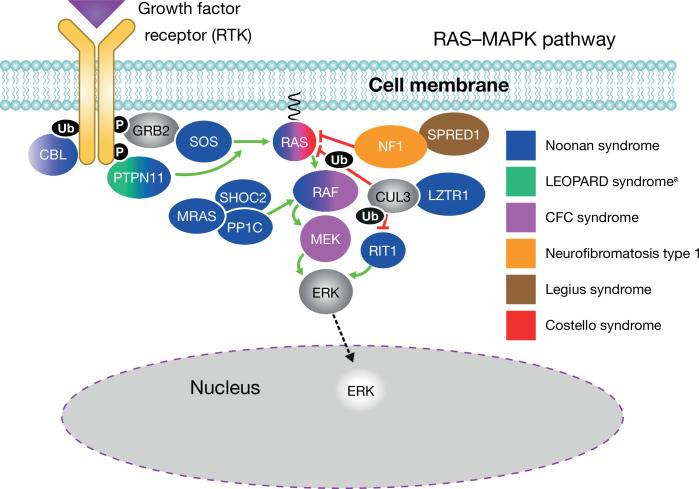 Growth factor
receptor (RTK)
RAS–MAPK pathway
Cell membrane
Ub
P
GRB2
SOS
RAS
NF1
SPRED1
CBL
P
PTPN11
Ub
RAF
CUL3
LZTR1
SHOC2
MRAS
PP1C
Ub
MEK
RIT1
ERK
Noonan syndrome
LEOPARD syndromeᵃ
CFC syndrome
Neurofibromatosis type 1
Legius syndrome
Costello syndrome
Nucleus
ERK